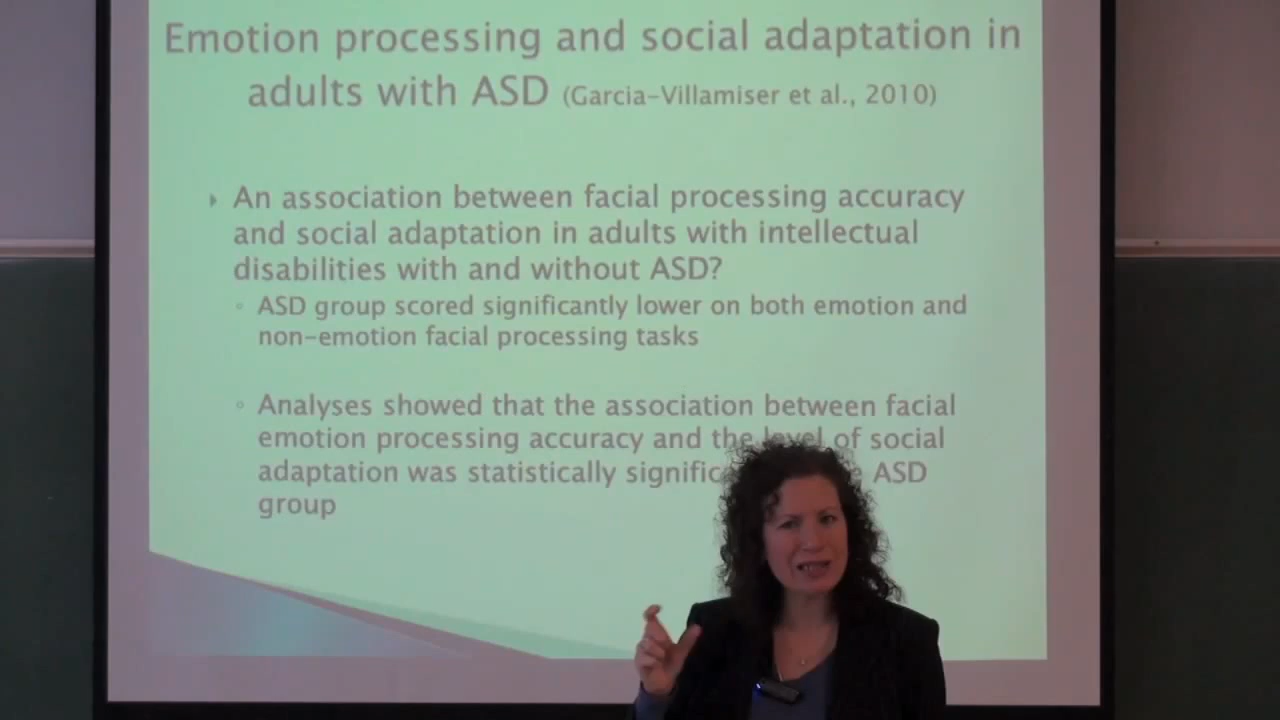 Emotion processing and social adaptation in
adults with ASD (Garcia-Villamiser et al., 2010)
An association between facial processing accuracy
and social adaptation in adults with intellectual
disabilities with and without ASD?
ASD group scored significantly lower on both emotion and
non-emotion facial processing tasks
Analyses showed that the association between facial
emotion processing accuracy and the level of social
adaptation was statistically ASD
group